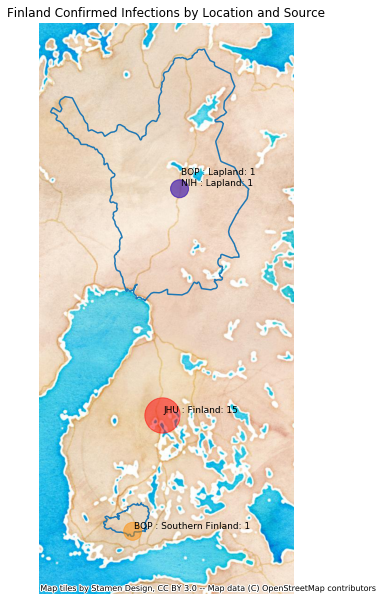 Finland Confirmed Infections by Location and Source
BOP : Lapland: 1
NIH : Lapland: 1
JHU : Finland: 15
BOP : Southern Finland: 1
Map tiles by Stamen Design, CC BY 3.0 -- Map data (C) OpenStreetMap contributors